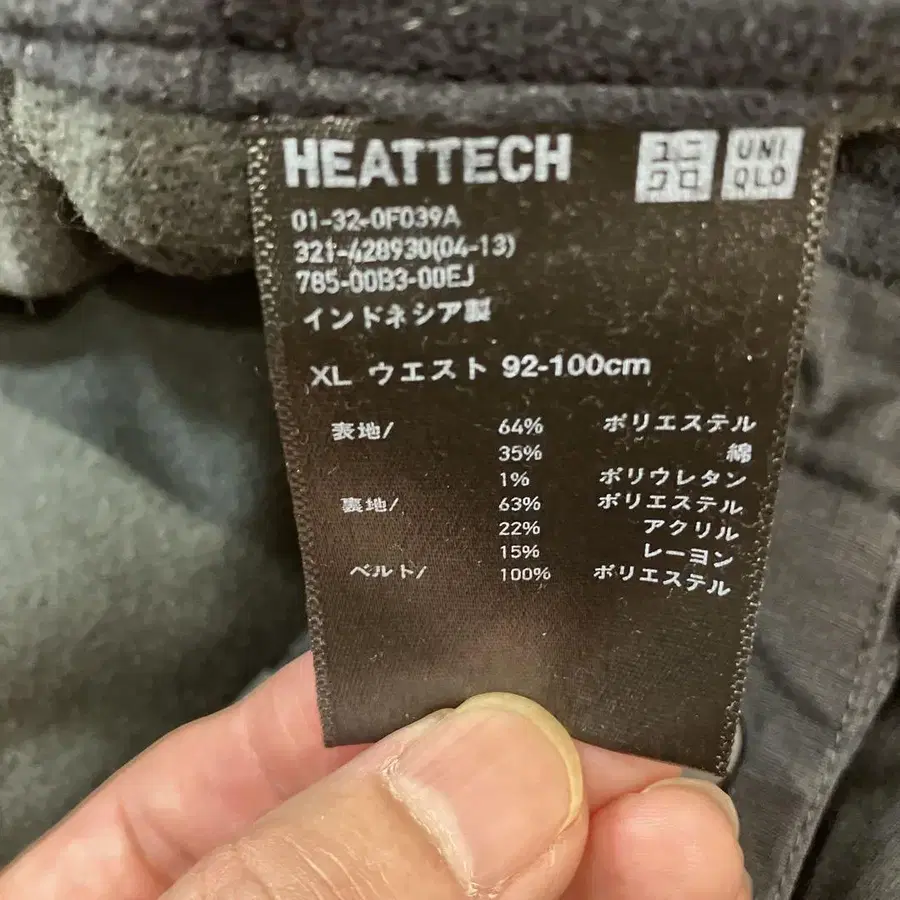 HEATTECH
ユニ
クロ
UNI
QLO
01-32-0F039A
321-428930(04-13)
785-00B3-00EJ
インドネシア製
XL ウエスト 92-100cm
表地/ 64% ポリエステル
35% 綿
1% ポリウレタン
裏地/ 63% ポリエステル
22% アクリル
15% レーヨン
ベルト/ 100% ポリエステル